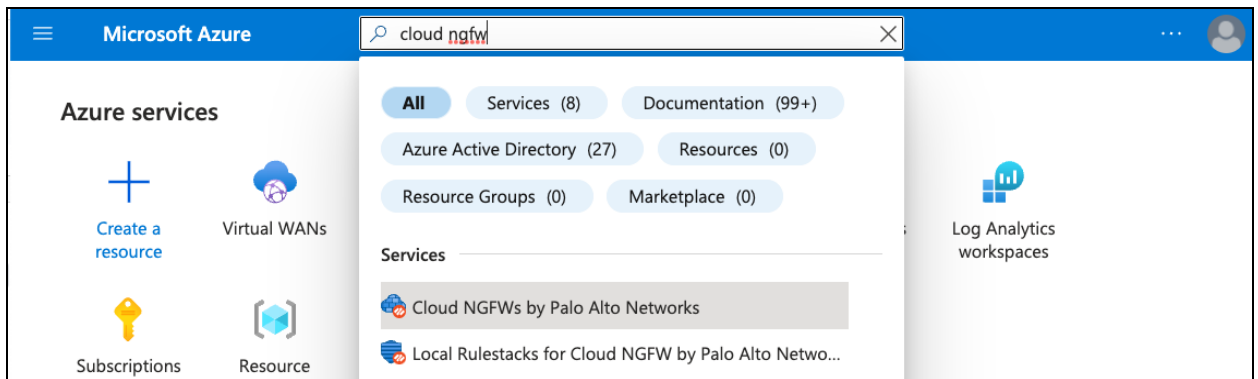 Microsoft Azure
cloud ngfw
All
Services (8)
Documentation (99+)
Azure Active Directory (27)
Resources (0)
Resource Groups (0)
Marketplace (0)
Azure services
Create a
resource
Virtual WANs
Log Analytics
workspaces
Subscriptions
Resource
Services
Cloud NGFWs by Palo Alto Networks
Local Rulestacks for Cloud NGFW by Palo Alto Netwo...